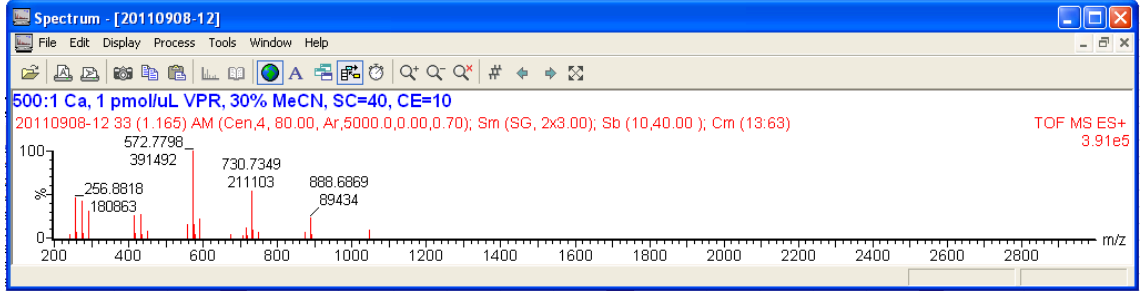 Spectrum - [20110908-12]
File Edit Display Process Tools Window Help
500:1 Ca, 1 pmol/uL VPR, 30% MeCN, SC=40, CE=10
20110908-12 33 (1.165) AM (Cen,4, 80.00, Ar,5000.0,0.00,0.70); Sm (SG, 2x3.00); Sb (10,40.00 ); Cm (13:63)
TOF MS ES+
3.91e5
572.7798
391492
730.7349
211103
888.6869
89434
256.8818
180863
100
%
0
200 400 600 800 1000 1200 1400 1600 1800 2000 2200 2400 2600 2800
m/z